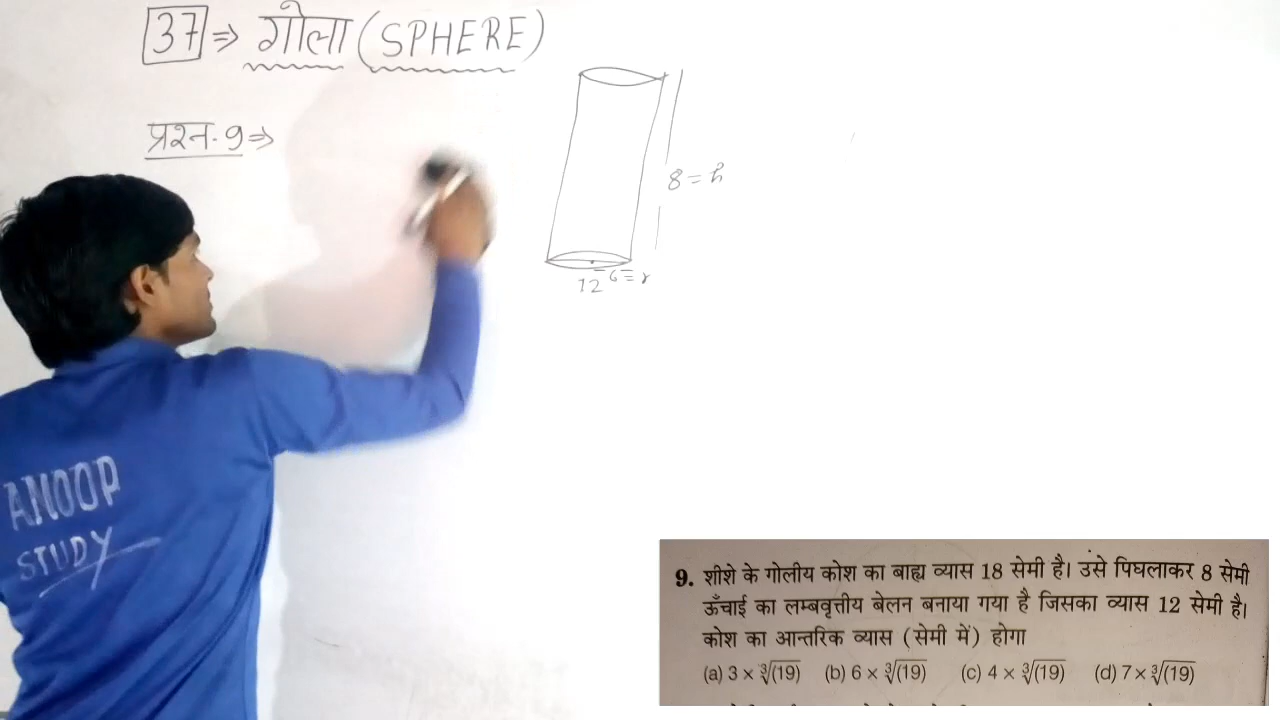 37 ⇒ गोला (SPHERE)
प्रश्न-9 ⇒
8 = h
12 6 = r
ANOOP
STUDY
9. शीशे के गोलीय कोश का बाह्य व्यास 18 सेमी है। उसे पिघलाकर 8 सेमी
ऊँचाई का लम्बवृत्तीय बेलन बनाया गया है जिसका व्यास 12 सेमी है।
कोश का आन्तरिक व्यास (सेमी में) होगा
(a) 3 × ∛(19) (b) 6 × ∛(19) (c) 4 × ∛(19) (d) 7 × ∛(19)